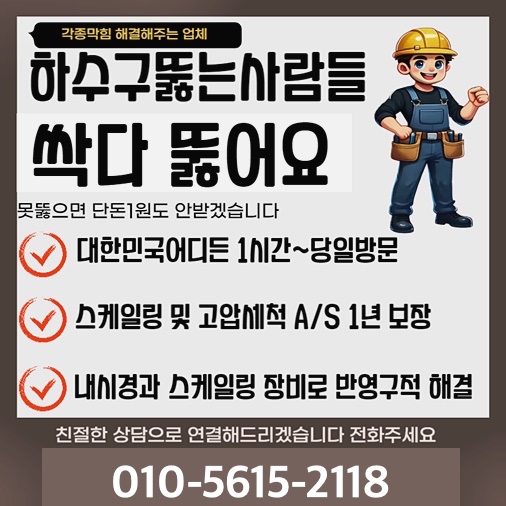 각종막힘 해결해주는 업체
하수구뚫는사람들
싹다 뚫어요
못뚫으면 단돈1원도 안받겠습니다
대한민국어디든 1시간~당일방문
스케일링 및 고압세척 A/S 1년 보장
내시경과 스케일링 장비로 반영구적 해결
친절한 상담으로 연결해드리겠습니다 전화주세요
010-5615-2118